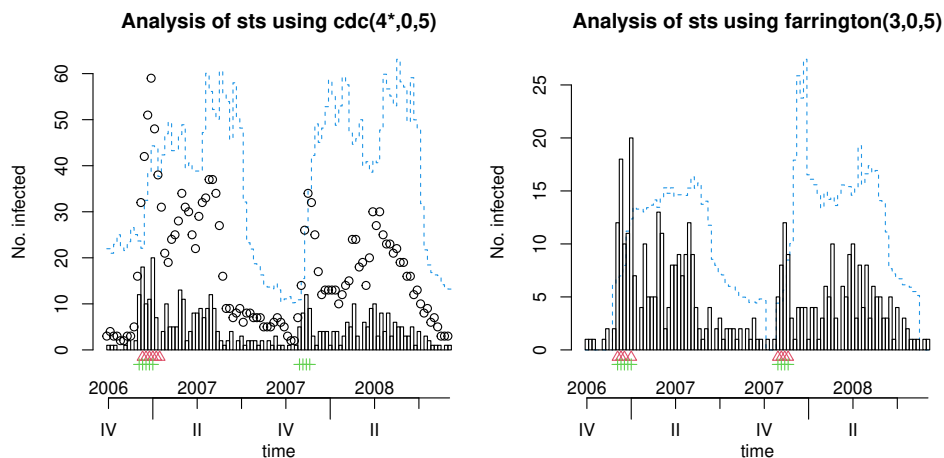 Analysis of sts using cdc(4*,0,5)
No. infected
60
50
40
30
20
10
0
2006 2007 2007 2008
IV II IV II
time
Analysis of sts using farrington(3,0,5)
No. infected
25
20
15
10
5
0
2006 2007 2007 2008
IV II IV II
time